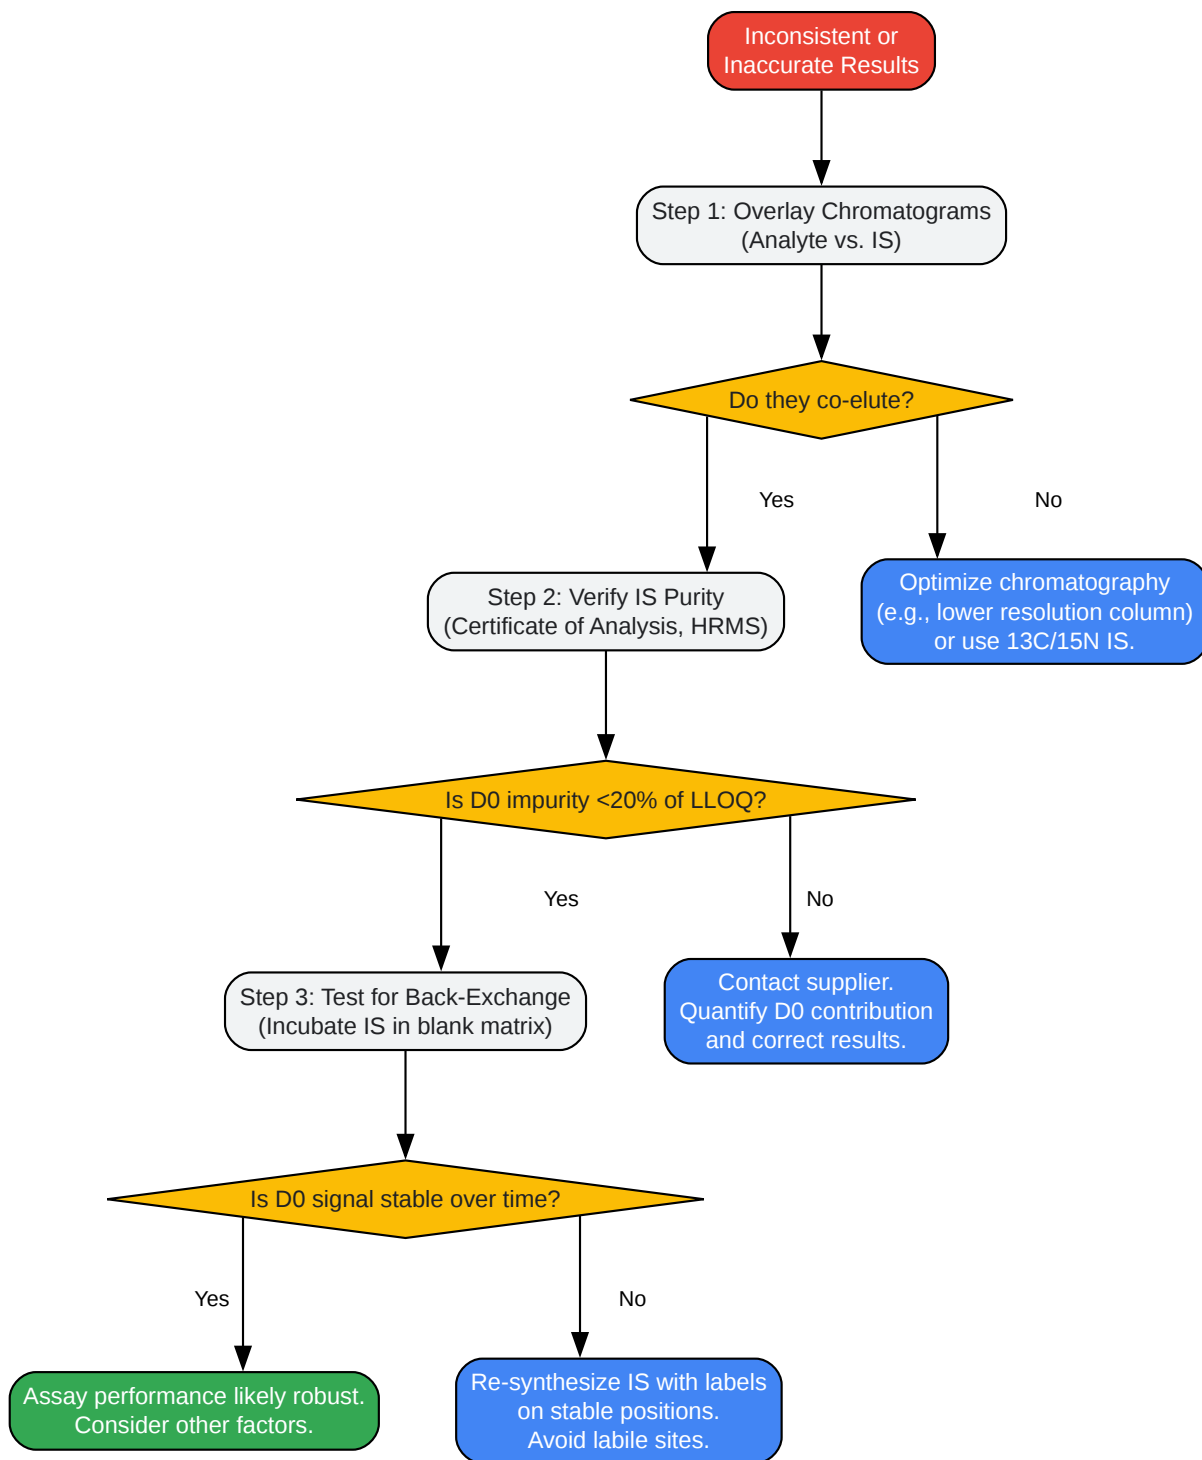 Inconsistent or
Inaccurate Results
Step 1: Overlay Chromatograms
(Analyte vs. IS)
Do they co-elute?
Yes
No
Optimize chromatography
(e.g., lower resolution column)
or use 13C/15N IS.
Step 2: Verify IS Purity
(Certificate of Analysis, HRMS)
Is D0 impurity <20% of LLOQ?
Yes
No
Step 3: Test for Back-Exchange
(Incubate IS in blank matrix)
Contact supplier.
Quantify D0 contribution
and correct results.
Is D0 signal stable over time?
Yes
No
Assay performance likely robust.
Consider other factors.
Re-synthesize IS with labels
on stable positions.
Avoid labile sites.